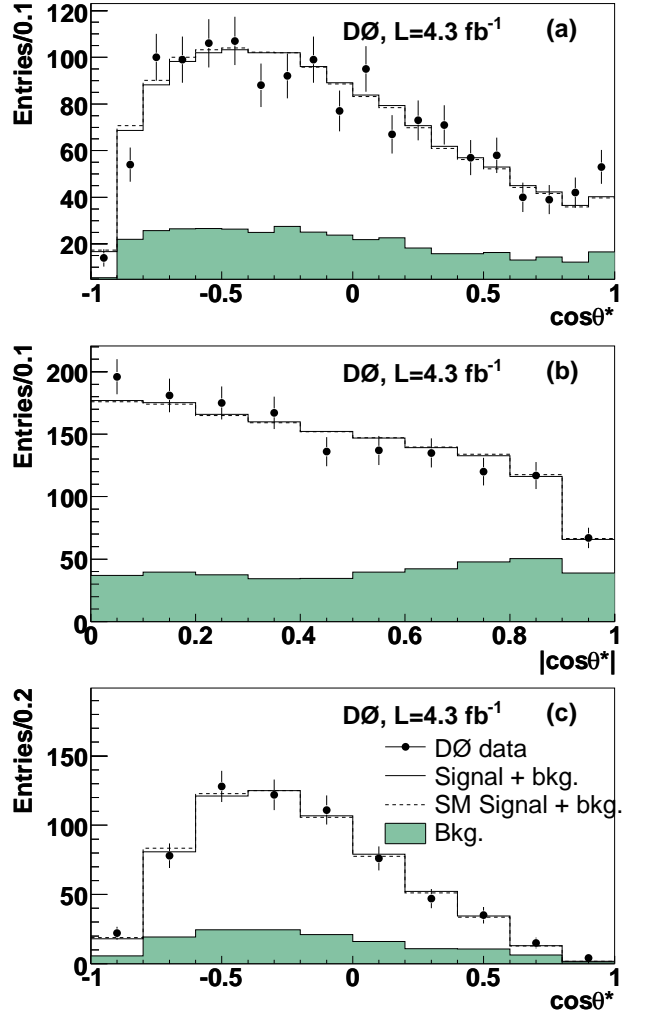 DØ, L=4.3 fb⁻¹ (a)
Entries/0.1
120
100
80
60
40
20
-1 -0.5 0 0.5 1
cosθ*
DØ, L=4.3 fb⁻¹ (b)
Entries/0.1
200
150
100
50
0
0 0.2 0.4 0.6 0.8 1
|cosθ*|
DØ, L=4.3 fb⁻¹ (c)
Entries/0.2
DØ data
Signal + bkg.
SM Signal + bkg.
Bkg.
150
100
50
0
-1 -0.5 0 0.5 1
cosθ*